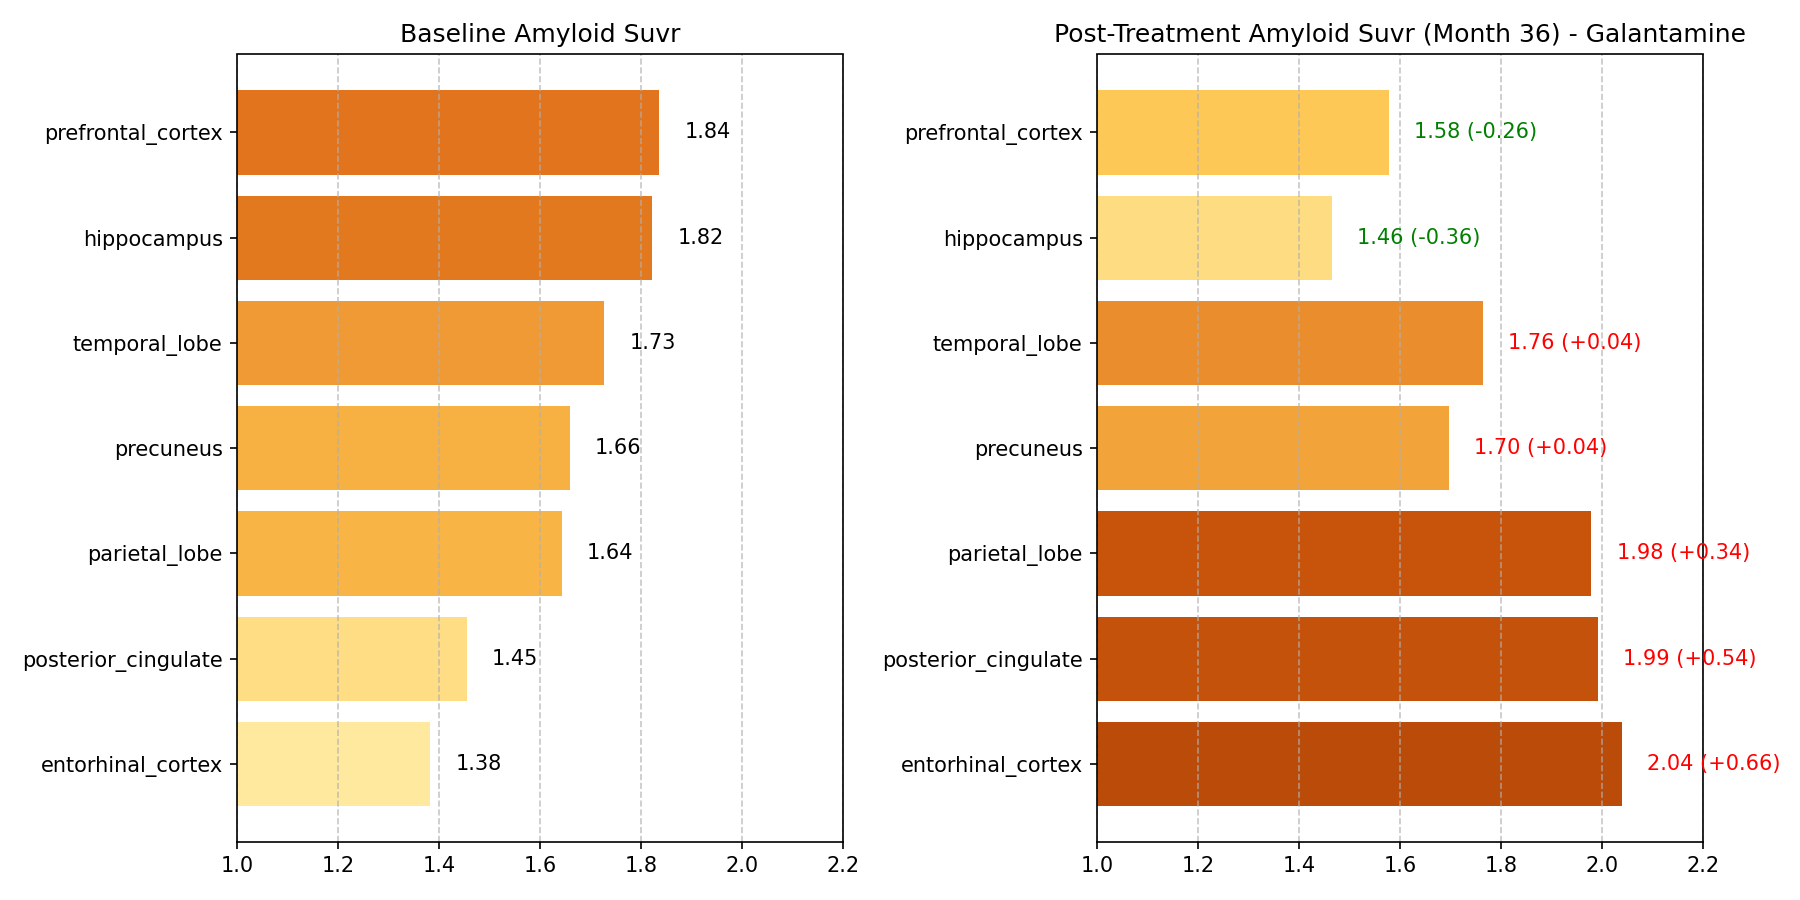 Baseline Amyloid Suvr
prefrontal_cortex
1.84
hippocampus
1.82
temporal_lobe
1.73
precuneus
1.66
parietal_lobe
1.64
posterior_cingulate
1.45
entorhinal_cortex
1.38
1.0 1.2 1.4 1.6 1.8 2.0 2.2
Post-Treatment Amyloid Suvr (Month 36) - Galantamine
prefrontal_cortex
1.58 (-0.26)
hippocampus
1.46 (-0.36)
temporal_lobe
1.76 (+0.04)
precuneus
1.70 (+0.04)
parietal_lobe
1.98 (+0.34)
posterior_cingulate
1.99 (+0.54)
entorhinal_cortex
2.04 (+0.66)
1.0 1.2 1.4 1.6 1.8 2.0 2.2